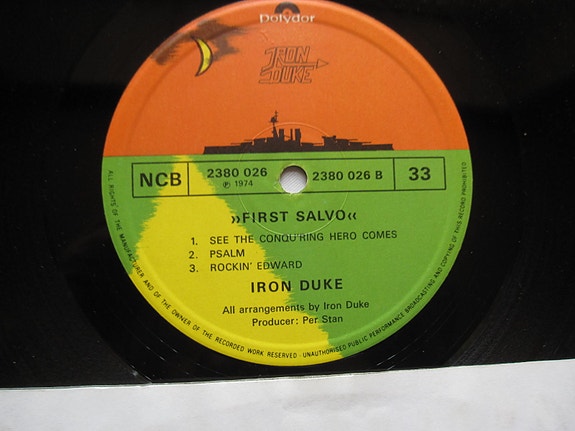 polydor
IRON
DUKE
NCB
2380 026
℗ 1974
2380 026 B
33
»FIRST SALVO«
1. SEE THE CONQU'RING HERO COMES
2. PSALM
3. ROCKIN' EDWARD
IRON DUKE
All arrangements by Iron Duke
Producer: Per Stan
ALL RIGHTS OF THE MANUFACTURER AND OF THE OWNER OF THE RECORDED WORK RESERVED · UNAUTHORISED PUBLIC PERFORMANCE BROADCASTING AND COPYING OF THIS RECORD PROHIBITED